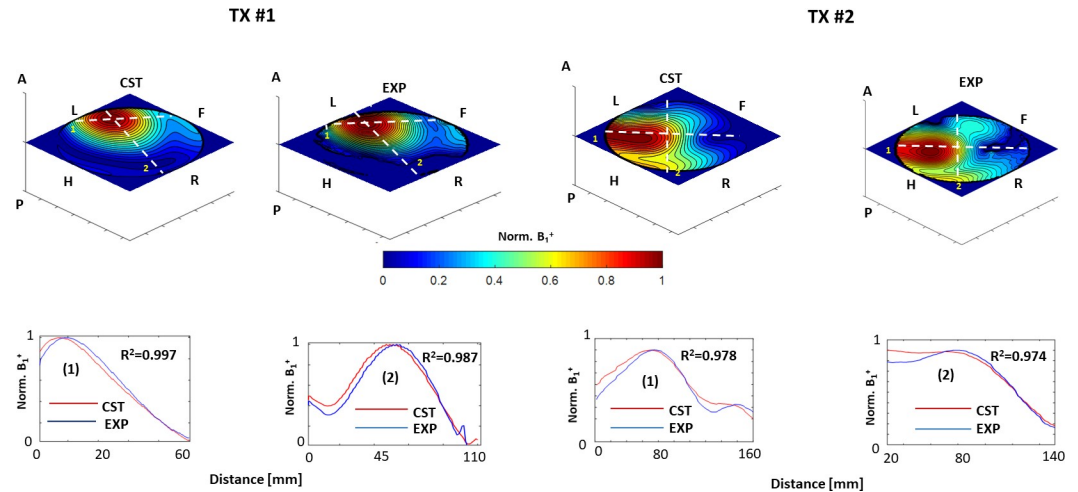 TX #1
TX #2
A
CST
L
F
1
2
H
R
P
EXP
L
F
1
2
H
R
A
CST
L
F
1
2
H
R
P
A
EXP
L
F
1
2
H
R
P
Norm. B₁⁺
0 0.2 0.4 0.6 0.8 1
1
Norm. B₁⁺
0
R²=0.997
(1)
CST
EXP
0 20 60
1
Norm. B₁⁺
0
R²=0.987
(2)
CST
EXP
0 45 110
Distance [mm]
1
Norm. B₁⁺
0
R²=0.978
(1)
CST
EXP
0 80 160
1
Norm. B₁⁺
0
R²=0.974
(2)
CST
EXP
20 80 140
Distance [mm]